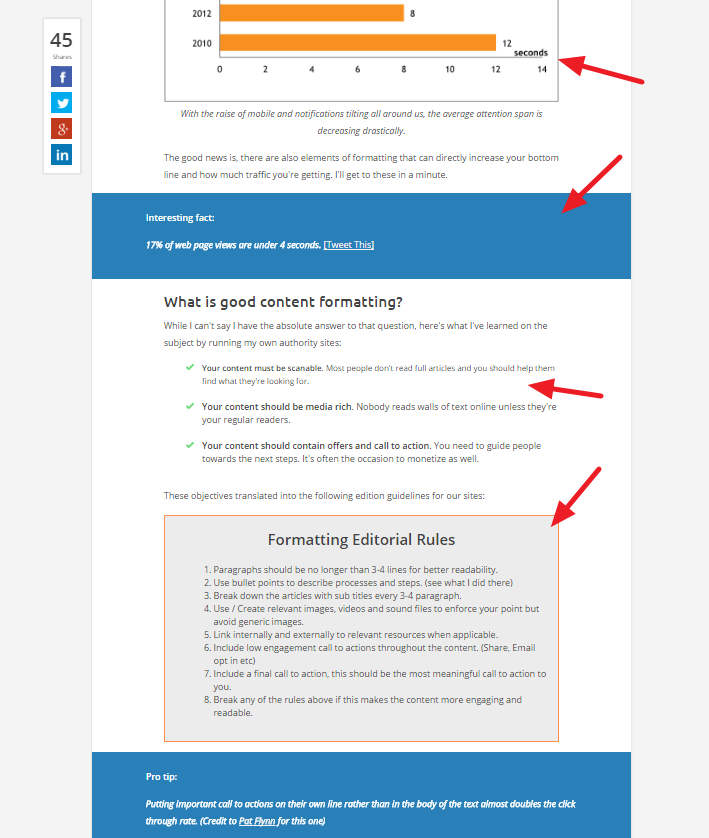 45
Shares
f
g+
in
2012
8
2010
12
seconds
0 2 4 6 8 10 12 14
With the raise of mobile and notifications tilting all around us, the average attention span is
decreasing drastically.
The good news is, there are also elements of formatting that can directly increase your bottom
line and how much traffic you're getting. I'll get to these in a minute.
Interesting fact:
17% of web page views are under 4 seconds. [Tweet This]
What is good content formatting?
While I can't say I have the absolute answer to that question, here's what I've learned on the
subject by running my own authority sites:
Your content must be scanable. Most people don't read full articles and you should help them
find what they're looking for.
Your content should be media rich. Nobody reads walls of text online unless they're
your regular readers.
Your content should contain offers and call to action. You need to guide people
towards the next steps. It's often the occasion to monetize as well.
These objectives translated into the following edition guidelines for our sites:
Formatting Editorial Rules
1. Paragraphs should be no longer than 3-4 lines for better readability.
2. Use bullet points to describe processes and steps. (see what I did there)
3. Break down the articles with sub titles every 3-4 paragraph.
4. Use / Create relevant images, videos and sound files to enforce your point but
avoid generic images.
5. Link internally and externally to relevant resources when applicable.
6. Include low engagement call to actions throughout the content. (Share, Email
opt in etc)
7. Include a final call to action, this should be the most meaningful call to action to
you.
8. Break any of the rules above if this makes the content more engaging and
readable.
Pro tip:
Putting important call to actions on their own line rather than in the body of the text almost doubles the click
through rate. (Credit to Pat Flynn for this one)